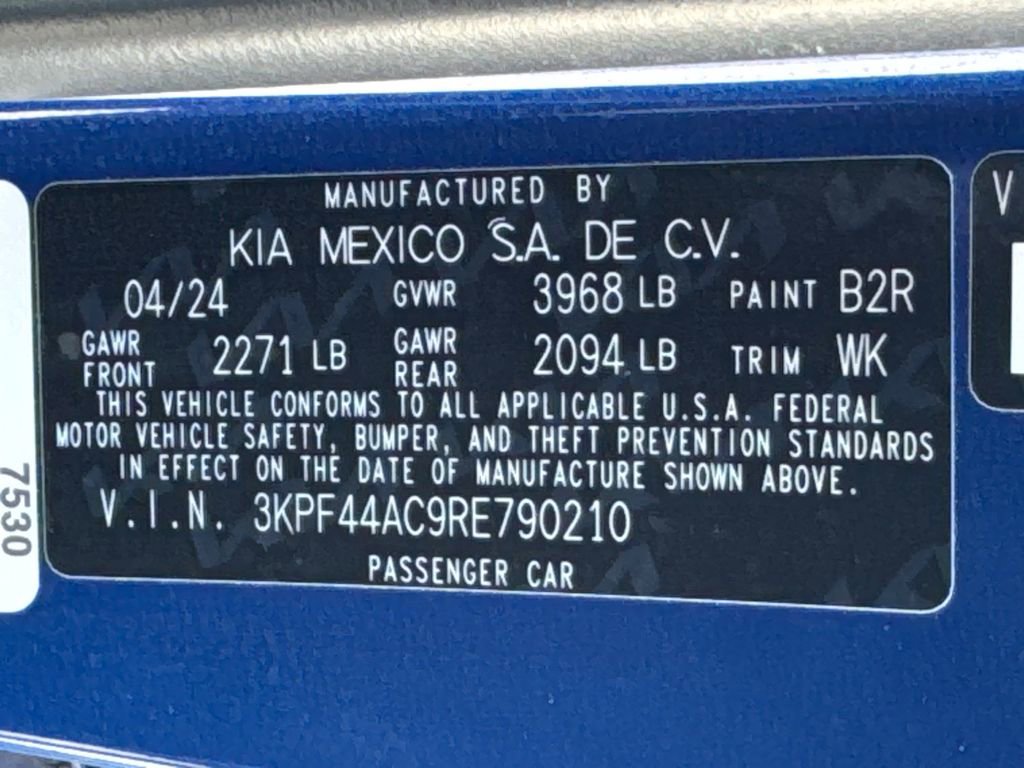 MANUFACTURED BY
KIA MEXICO S.A. DE C.V.
04/24 GVWR 3968 LB PAINT B2R
GAWR FRONT 2271 LB GAWR REAR 2094 LB TRIM WK
THIS VEHICLE CONFORMS TO ALL APPLICABLE U.S.A. FEDERAL
MOTOR VEHICLE SAFETY, BUMPER, AND THEFT PREVENTION STANDARDS
IN EFFECT ON THE DATE OF MANUFACTURE SHOWN ABOVE.
V.I.N. 3KPF44AC9RE790210
PASSENGER CAR
7530
V